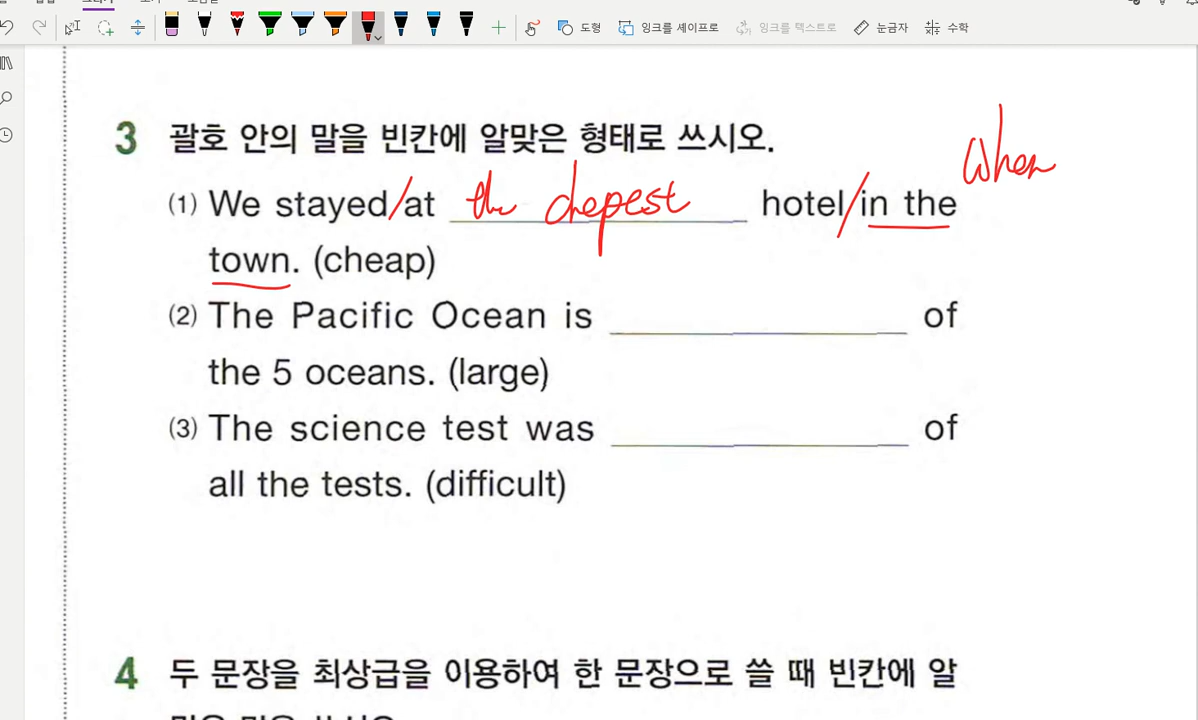 도형 잉크를 셰이프로 잉크를 텍스트로 눈금자 수학
3 괄호 안의 말을 빈칸에 알맞은 형태로 쓰시오.
when
(1) We stayed/at the chepest hotel/in the
town. (cheap)
(2) The Pacific Ocean is ____ of
the 5 oceans. (large)
(3) The science test was ____ of
all the tests. (difficult)
4 두 문장을 최상급을 이용하여 한 문장으로 쓸 때 빈칸에 알